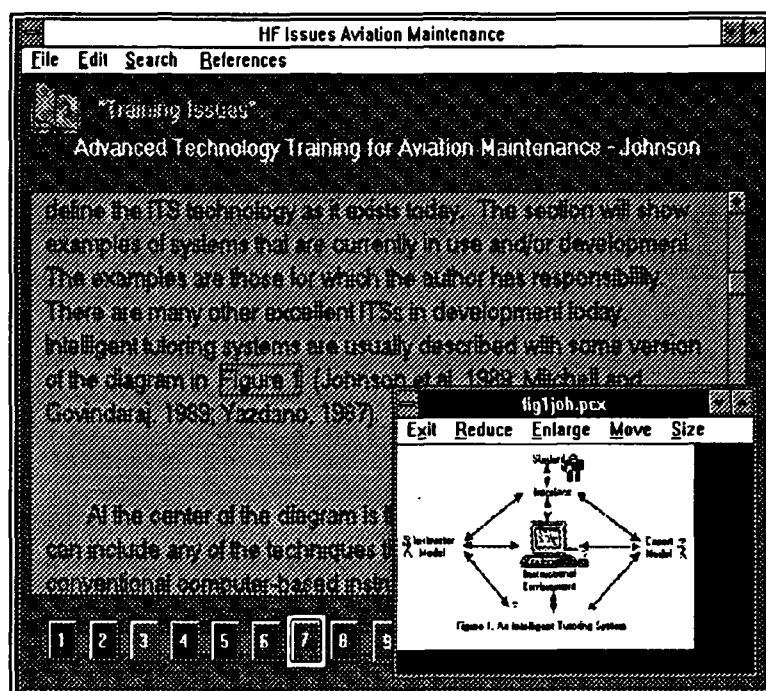 HF Issues Aviation Maintenance
File Edit Search References
"Training Issues"
Advanced Technology Training for Aviation Maintenance - Johnson
define the ITS technology as it exists today. The section will show
examples of systems that are currently in use and/or development.
The examples are those for which the author has responsibility.
There are many other excellent ITSs in development today.
Intelligent tutoring systems are usually described with some version
of the diagram in Figure 1 (Johnson et al, 1989; Mitchell and
Govindaraj, 1989; Yazdano, 1987)
fig1joh.pcx
Exit Reduce Enlarge Move Size
Student
Interface
Instructor
Model
Expert
Model
Instructional
Environment
Figure 1. An Intelligent Tutoring System
At the center of the diagram is
can include any of the techniques
conventional computer-based
1 2 3 4 5 6 7 8 9